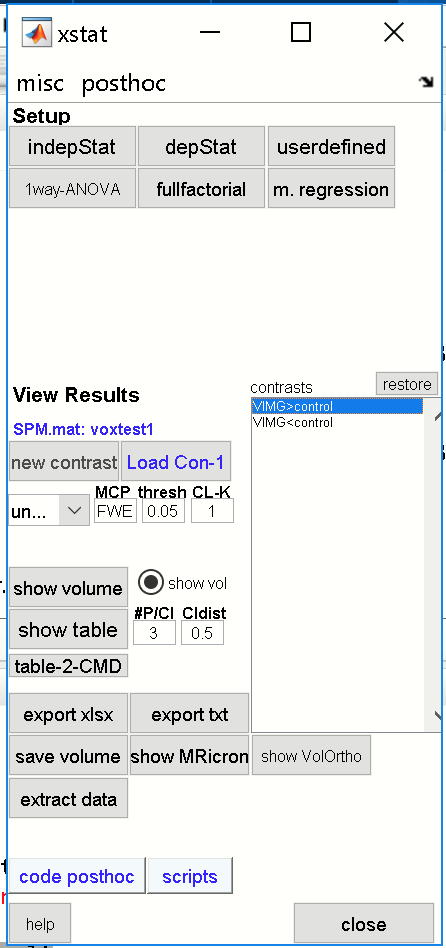 xstat
misc posthoc
Setup
indepStat depStat userdefined
1way-ANOVA fullfactorial m. regression
contrasts restore
View Results
VIMG>control
VIMG<control
SPM.mat: voxtest1
new contrast Load Con-1
MCP thresh CL-K
un... FWE 0.05 1
show volume show vol
#P/Cl Cldist
show table 3 0.5
table-2-CMD
export xlsx export txt
save volume show MRicron show VolOrtho
extract data
code posthoc scripts
help close